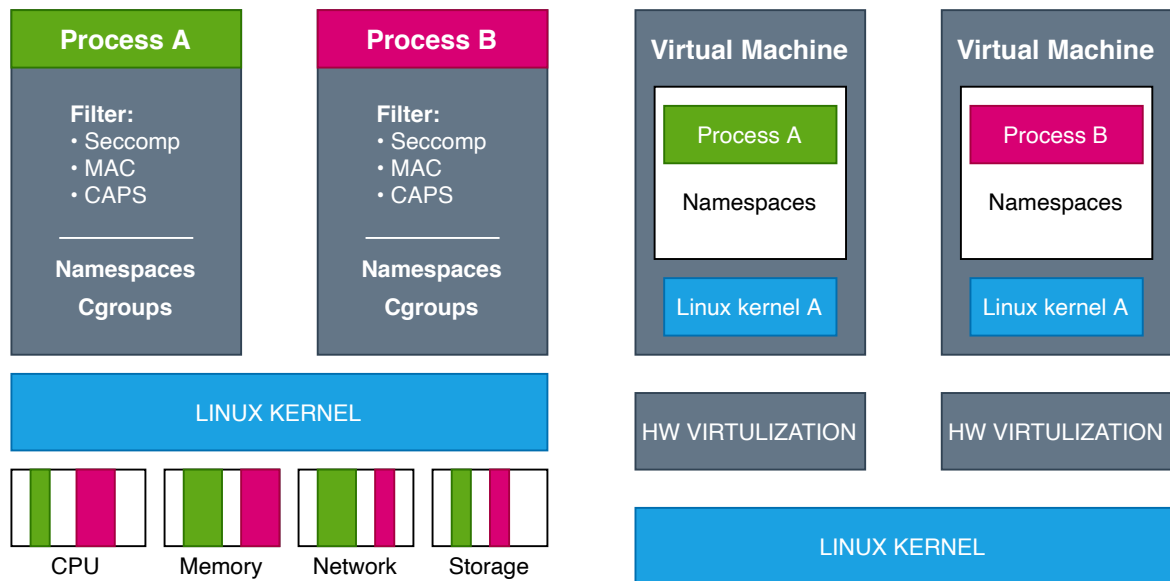 Process A
Filter:
• Seccomp
• MAC
• CAPS
Namespaces
Cgroups
Process B
Filter:
• Seccomp
• MAC
• CAPS
Namespaces
Cgroups
LINUX KERNEL
CPU
Memory
Network
Storage
Virtual Machine
Process A
Namespaces
Linux kernel A
Virtual Machine
Process B
Namespaces
Linux kernel A
HW VIRTULIZATION
HW VIRTULIZATION
LINUX KERNEL